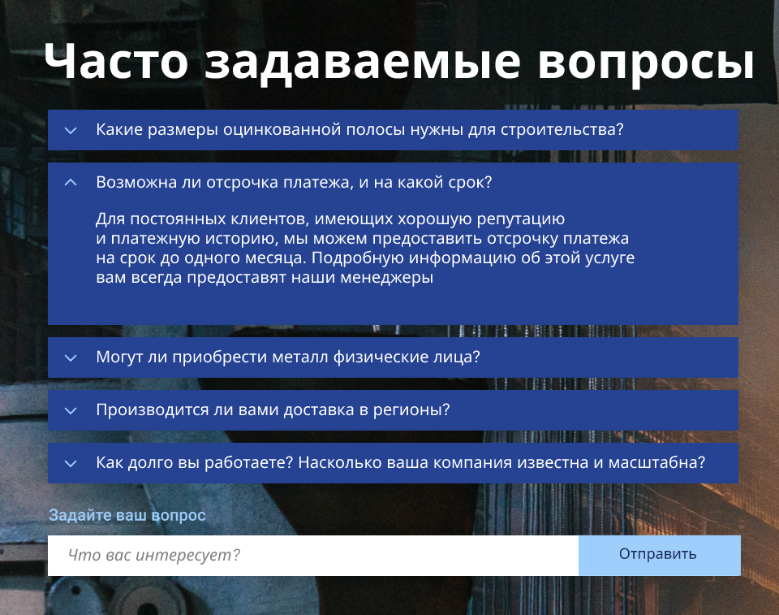 Часто задаваемые вопросы
Какие размеры оцинкованной полосы нужны для строительства?
Возможна ли отсрочка платежа, и на какой срок?
Для постоянных клиентов, имеющих хорошую репутацию
и платежную историю, мы можем предоставить отсрочку платежа
на срок до одного месяца. Подробную информацию об этой услуге
вам всегда предоставят наши менеджеры
Могут ли приобрести металл физические лица?
Производится ли вами доставка в регионы?
Как долго вы работаете? Насколько ваша компания известна и масштабна?
Задайте ваш вопрос
Что вас интересует?
Отправить